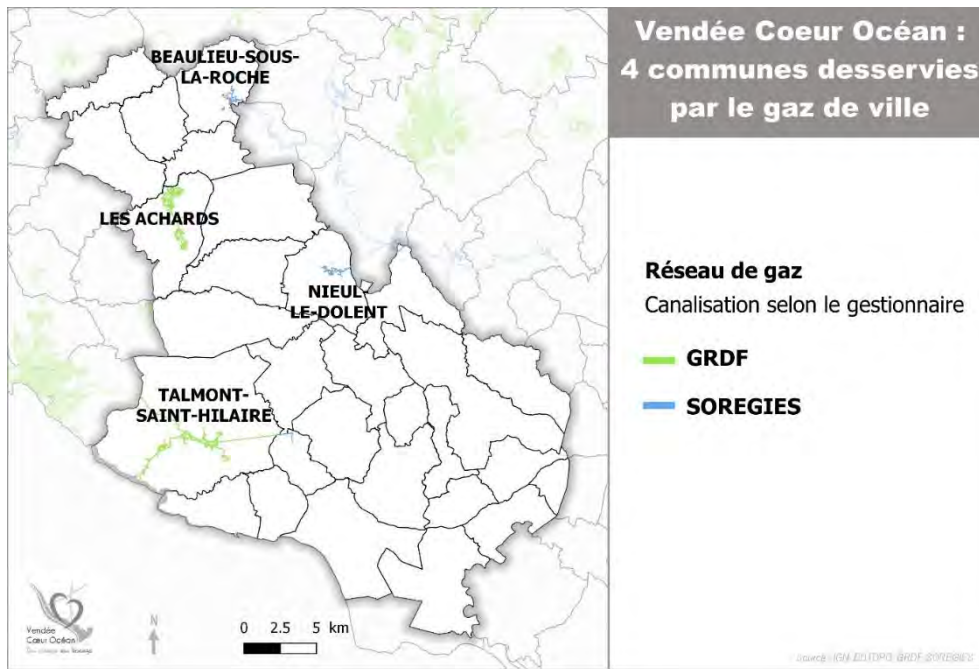 Vendée Coeur Océan :
4 communes desservies
par le gaz de ville
BEAULIEU-SOUS-
LA-ROCHE
LES ACHARDS
NIEUL-
LE-DOLENT
TALMONT-
SAINT-HILAIRE
Réseau de gaz
Canalisation selon le gestionnaire
GRDF
SOREGIES
Vendée
Cœur Océan
N
0 2.5 5 km